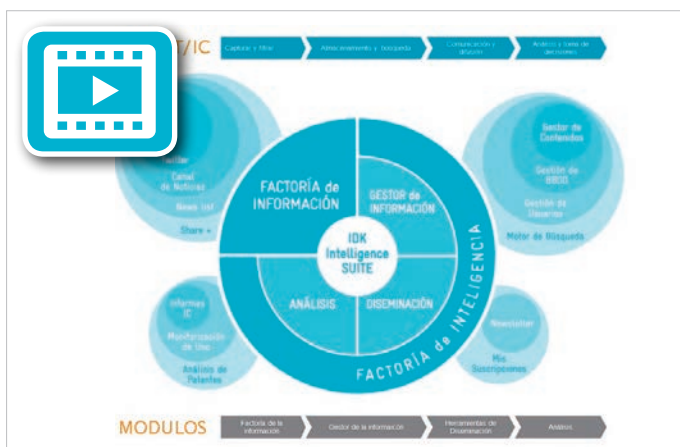 T/IC
Capturar y filtrar
Almacenamiento y búsqueda
Comunicación y
difusión
Análisis y toma de
decisiones
Canal
de Noticias
News list
Share +
FACTORÍA de
INFORMACIÓN
GESTOR de
INFORMACIÓN
IDK
Intelligence
SUITE
ANÁLISIS
DISEMINACIÓN
FACTORÍA de INTELIGENCIA
Gestor de
Contenidos
Gestión de
BBDD
Gestión de
Usuarios
Motor de Búsqueda
Informes
IC
Monitorización
de Uso
Análisis de
Patentes
Newsletter
Mis
Suscripciones
MODULOS
Factoría de la
información
Gestor de la información
Herramientas de
Diseminación
Análisis